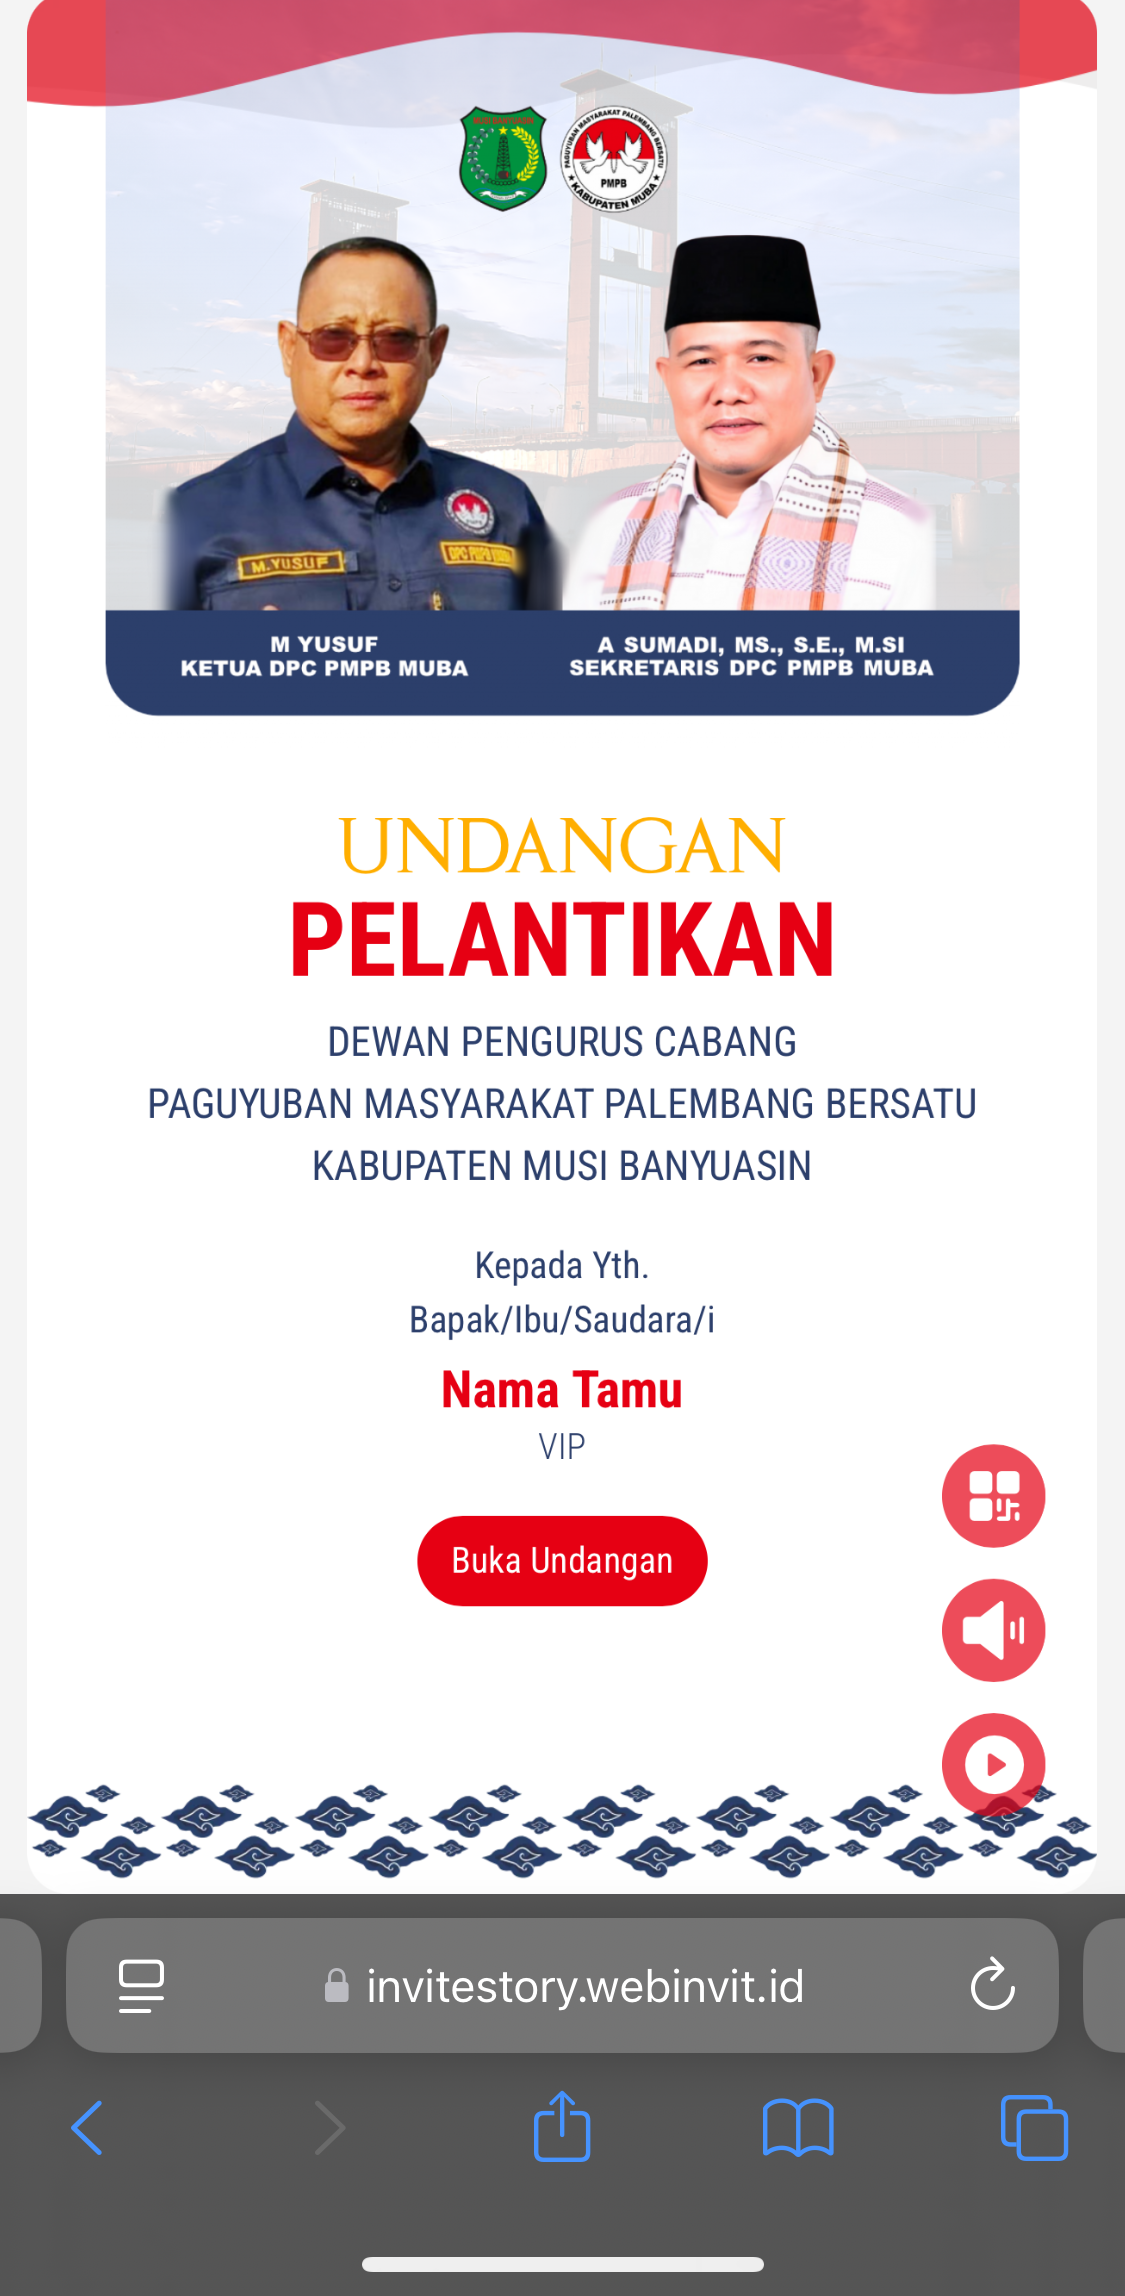 MUSI BANYUASIN
PAGUYUBAN MASYARAKAT PALEMBANG BERSATU
PMPB
KABUPATEN MUBA
M.YUSUF
DPC PMPB
M YUSUF
KETUA DPC PMPB MUBA
A SUMADI, MS., S.E., M.SI
SEKRETARIS DPC PMPB MUBA
UNDANGAN
PELANTIKAN
DEWAN PENGURUS CABANG
PAGUYUBAN MASYARAKAT PALEMBANG BERSATU
KABUPATEN MUSI BANYUASIN
Kepada Yth.
Bapak/Ibu/Saudara/i
Nama Tamu
VIP
Buka Undangan
invitestory.webinvit.id